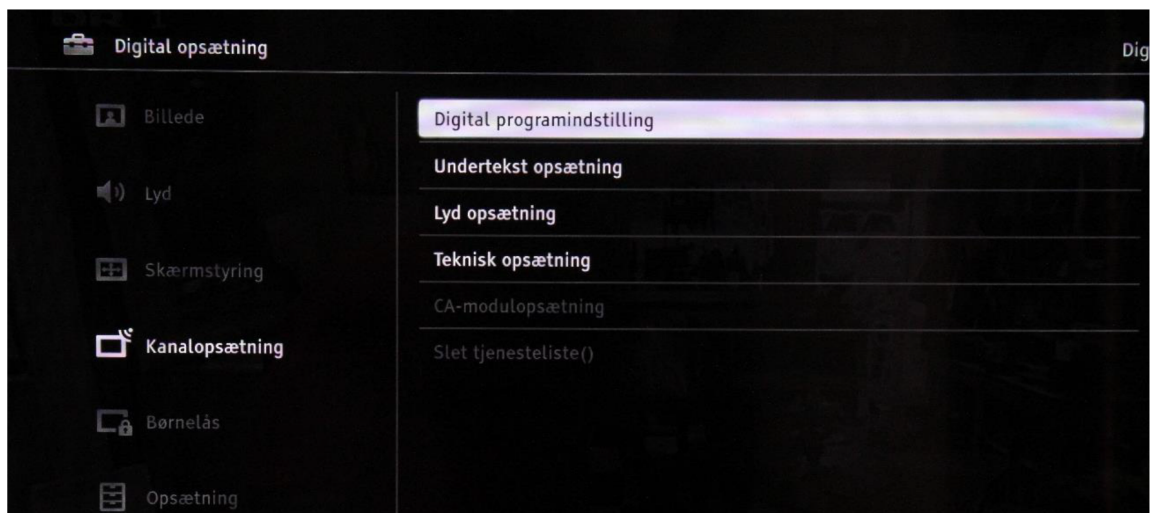 Digital opsætning
Dig
Billede
Lyd
Skærmstyring
Kanalopsætning
Børnelås
Opsætning
Digital programindstilling
Undertekst opsætning
Lyd opsætning
Teknisk opsætning
CA-modulopsætning
Slet tjenesteliste()